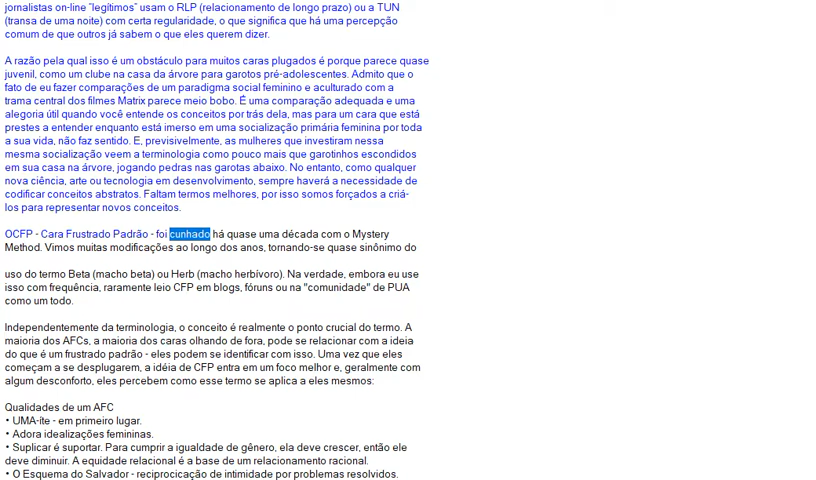 jornalistas on-line "legítimos" usam o RLP (relacionamento de longo prazo) ou a TUN
(transa de uma noite) com certa regularidade, o que significa que há uma percepção
comum de que outros já sabem o que eles querem dizer.
A razão pela qual isso é um obstáculo para muitos caras plugados é porque parece quase
juvenil, como um clube na casa da árvore para garotos pré-adolescentes. Admito que o
fato de eu fazer comparações de um paradigma social feminino e aculturado com a
trama central dos filmes Matrix parece meio bobo. É uma comparação adequada e uma
alegoria útil quando você entende os conceitos por trás dela, mas para um cara que está
prestes a entender enquanto está imerso em uma socialização primária feminina por toda
a sua vida, não faz sentido. E, previsivelmente, as mulheres que investiram nessa
mesma socialização veem a terminologia como pouco mais que garotinhos escondidos
em sua casa na árvore, jogando pedras nas garotas abaixo. No entanto, como qualquer
nova ciência, arte ou tecnologia em desenvolvimento, sempre haverá a necessidade de
codificar conceitos abstratos. Faltam termos melhores, por isso somos forçados a criá-
los para representar novos conceitos.
OCFP - Cara Frustrado Padrão - foi cunhado há quase uma década com o Mystery
Method. Vimos muitas modificações ao longo dos anos, tornando-se quase sinônimo do
uso do termo Beta (macho beta) ou Herb (macho herbívoro). Na verdade, embora eu use
isso com frequência, raramente leio CFP em blogs, fóruns ou na "comunidade" de PUA
como um todo.
Independentemente da terminologia, o conceito é realmente o ponto crucial do termo. A
maioria dos AFCs, a maioria dos caras olhando de fora, pode se relacionar com a ideia
do que é um frustrado padrão - eles podem se identificar com isso. Uma vez que eles
começam a se desplugarem, a idéia de CFP entra em um foco melhor e, geralmente com
algum desconforto, eles percebem como esse termo se aplica a eles mesmos:
Qualidades de um AFC
• UMA-íte - em primeiro lugar.
• Adora idealizações femininas.
• Suplicar é suportar. Para cumprir a igualdade de gênero, ela deve crescer, então ele
deve diminuir. A equidade relacional é a base de um relacionamento racional.
• O Esquema do Salvador - reciprocicação de intimidade por problemas resolvidos.